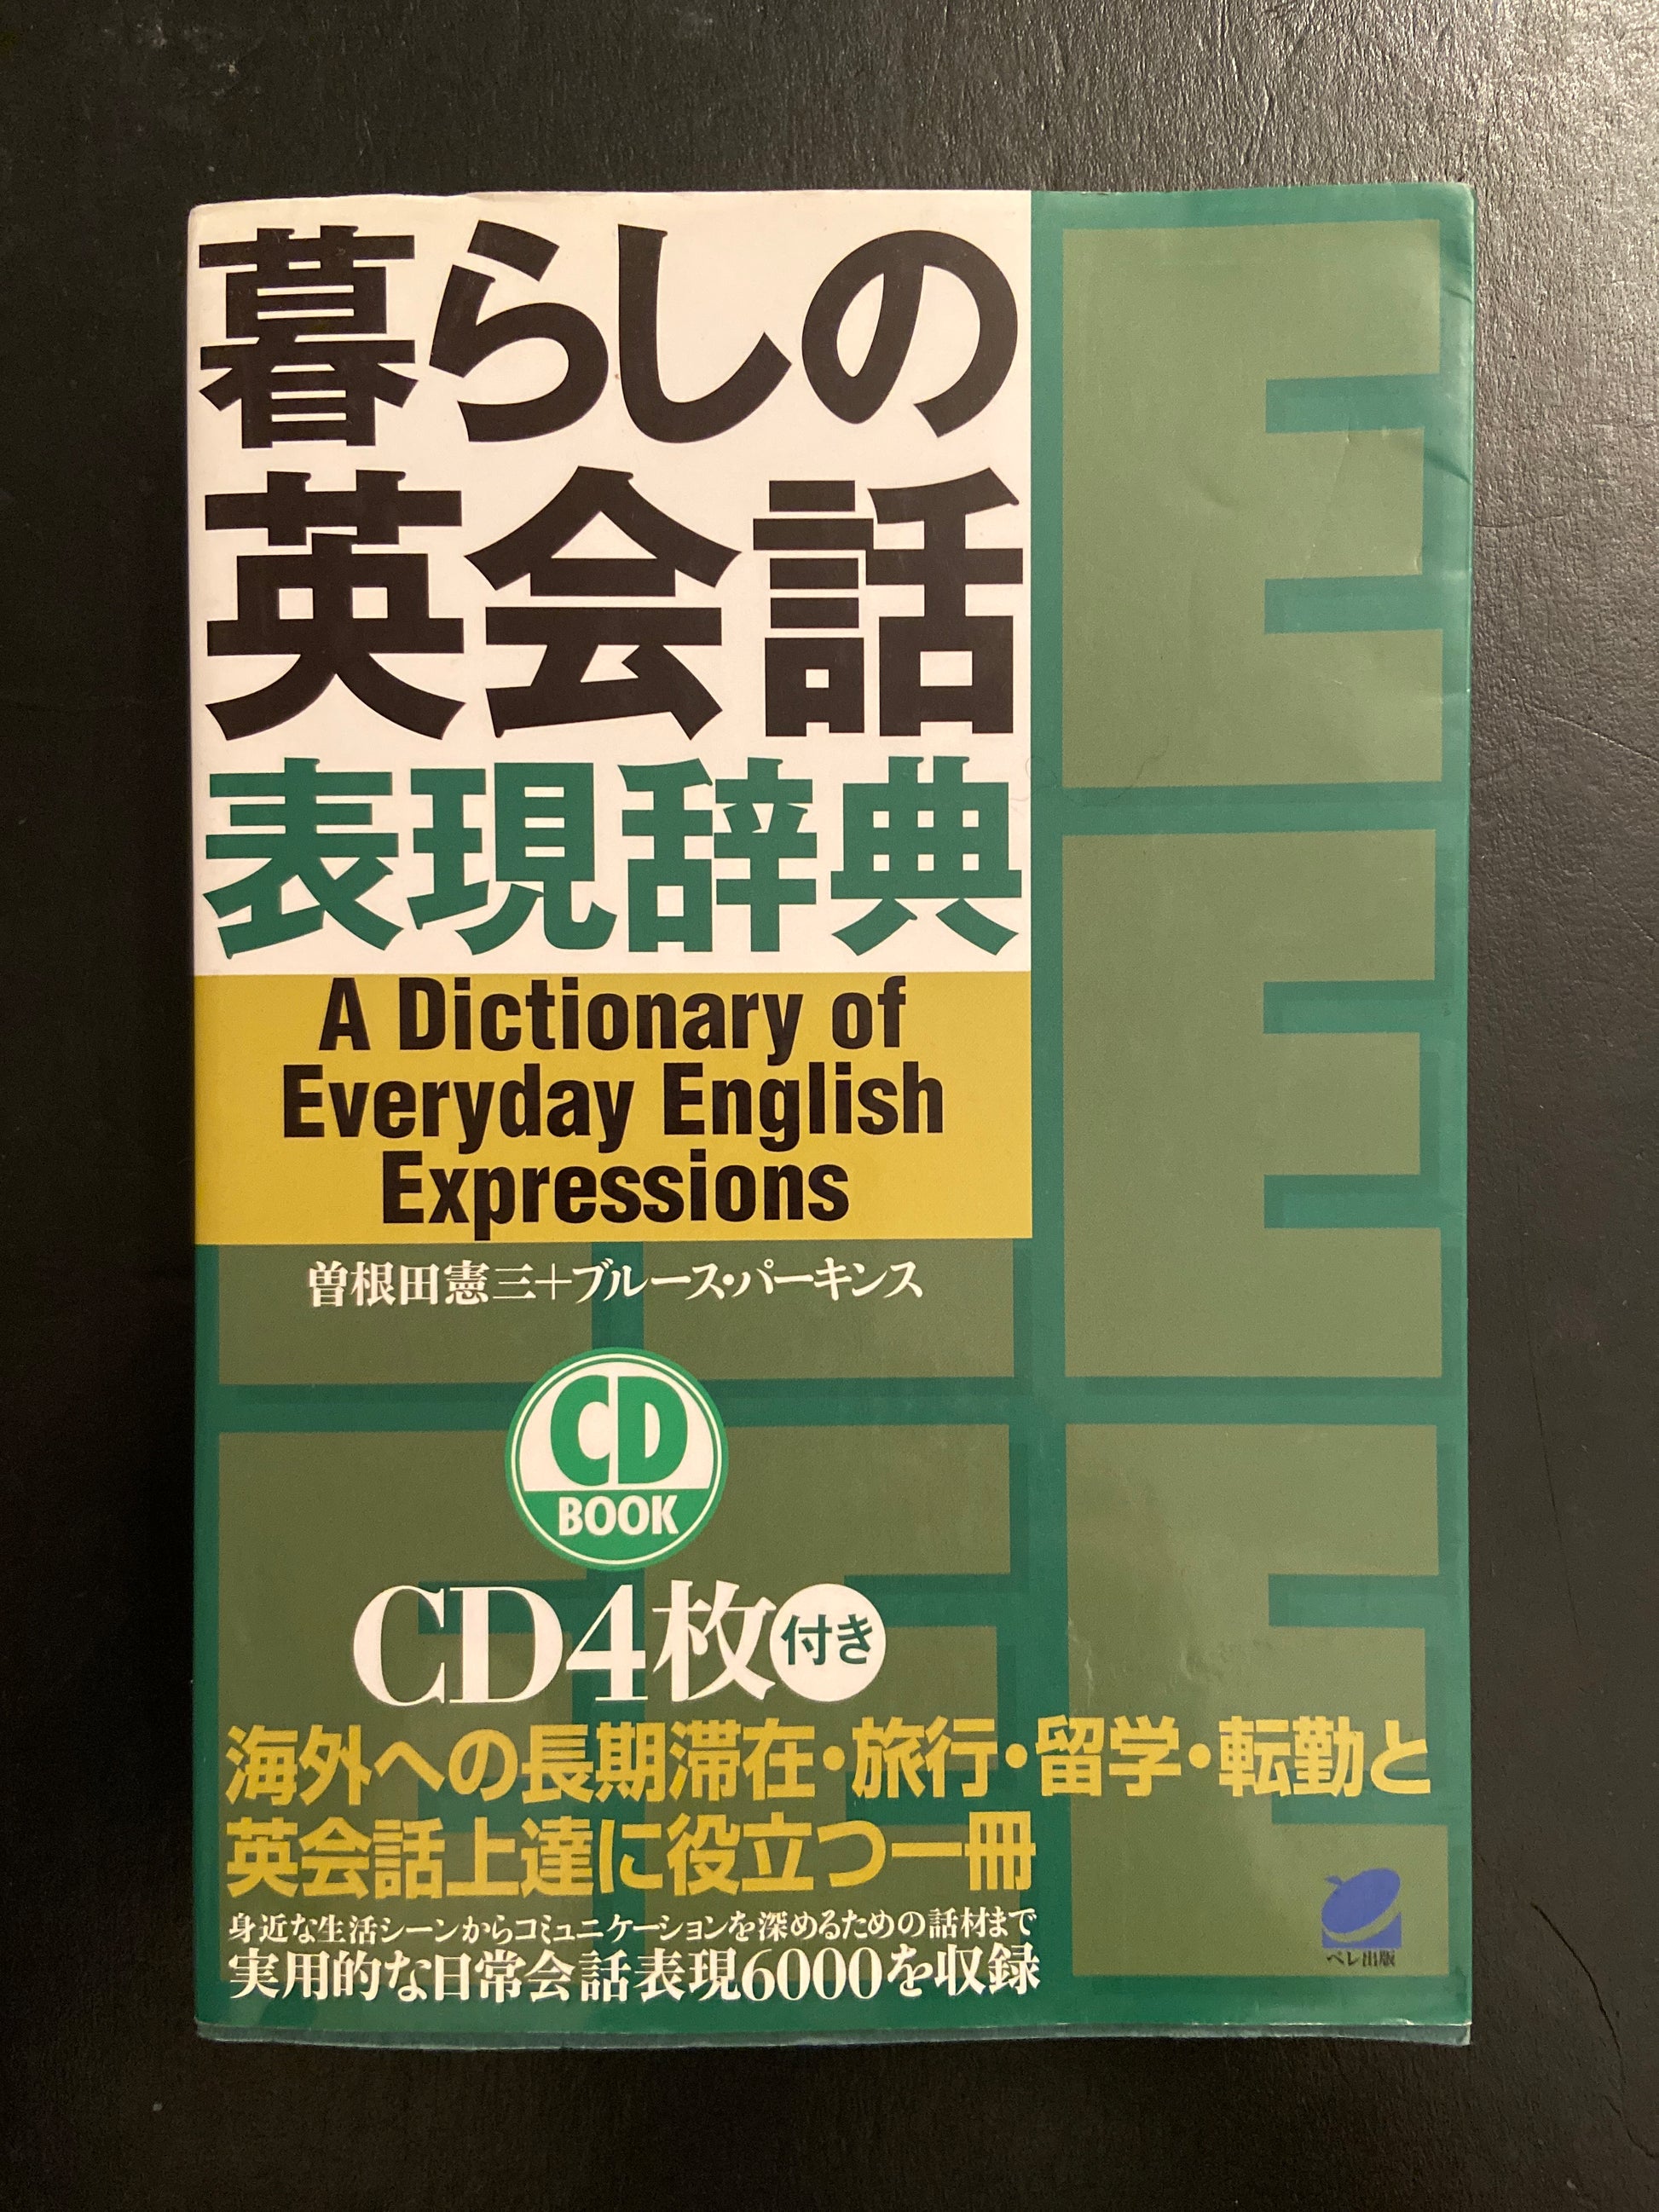 暮らしの
英会話
表現辞典
A Dictionary of
Everyday English
Expressions
曽根田憲三+ブルース・パーキンス
CD
BOOK
CD4枚付き
海外への長期滞在・旅行・留学・転勤と
英会話上達に役立つ一冊
身近な生活シーンからコミュニケーションを深めるための話材まで
実用的な日常会話表現6000を収録
ベレ出版